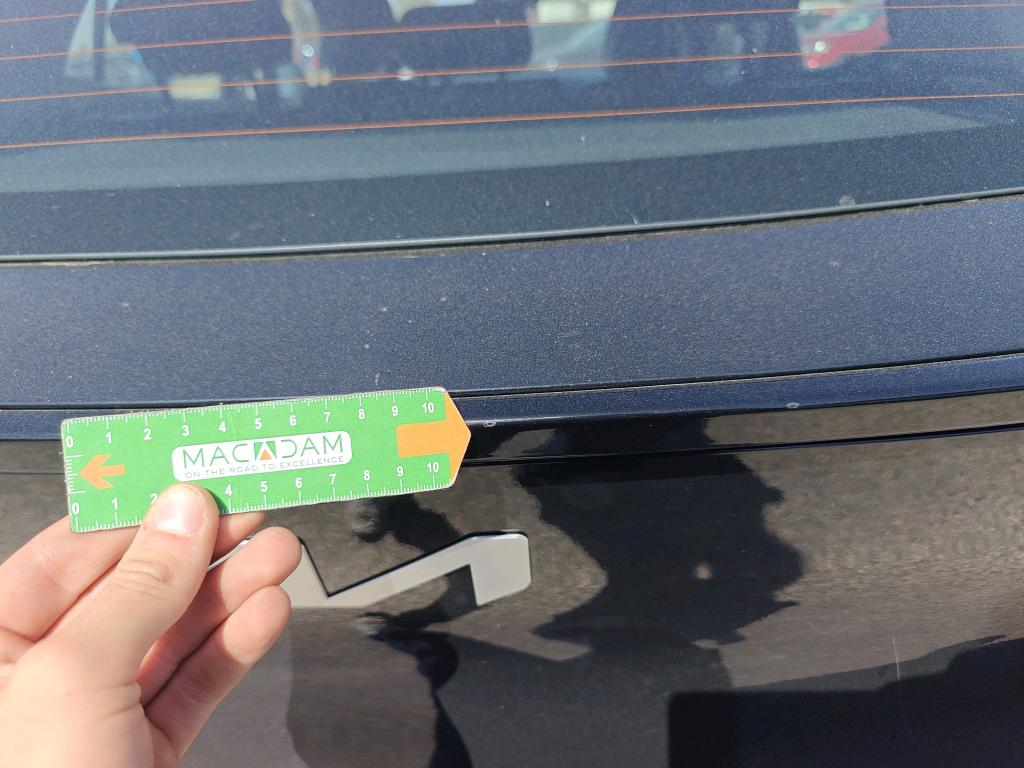 0 1 2 3 4 5 6 7 8 9 10
MACADAM
ON THE ROAD TO EXCELLENCE
0 1 2 4 5 6 7 8 9 10